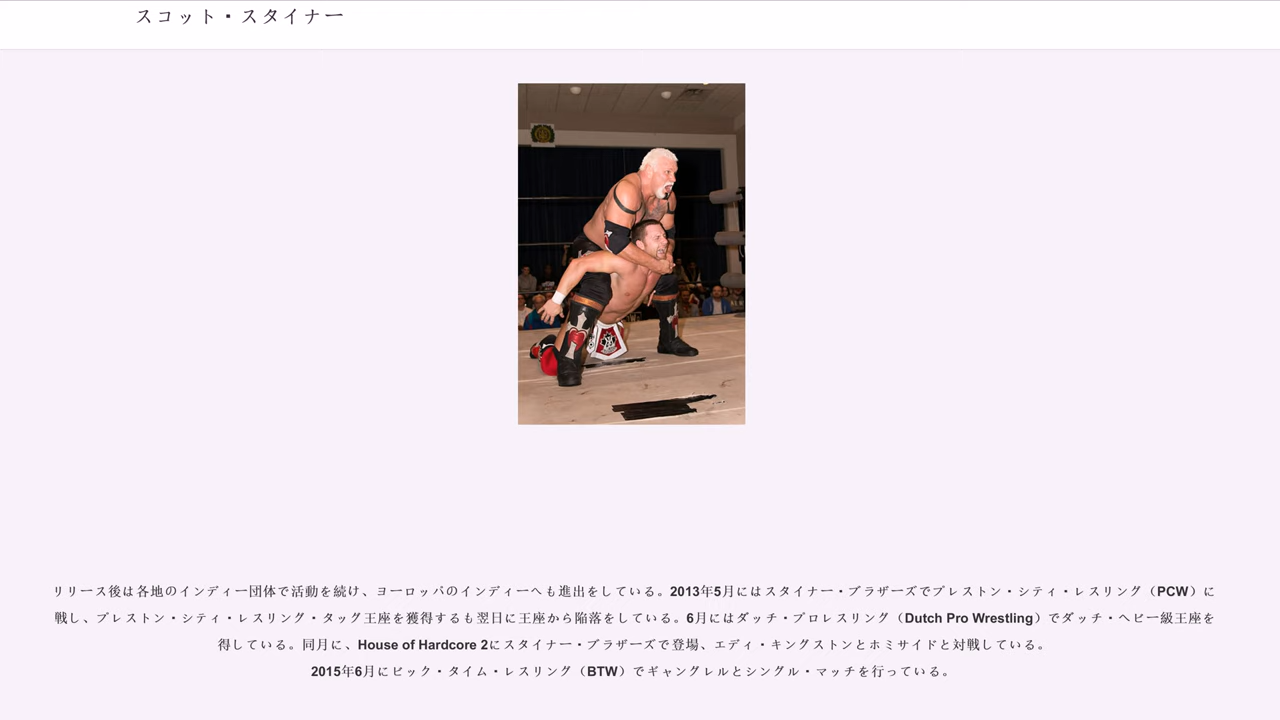 スコット・スタイナー
リリース後は各地のインディー団体で活動を続け、ヨーロッパのインディーへも進出をしている。2013年5月にはスタイナー・ブラザーズでプレストン・シティ・レスリング（PCW）に
戦し、プレストン・シティ・レスリング・タッグ王座を獲得するも翌日に王座から陥落をしている。6月にはダッチ・プロレスリング（Dutch Pro Wrestling）でダッチ・ヘビー級王座を
得している。同月に、House of Hardcore 2にスタイナー・ブラザーズで登場、エディ・キングストンとホミサイドと対戦している。
2015年6月にビック・タイム・レスリング（BTW）でギャングレルとシングル・マッチを行っている。